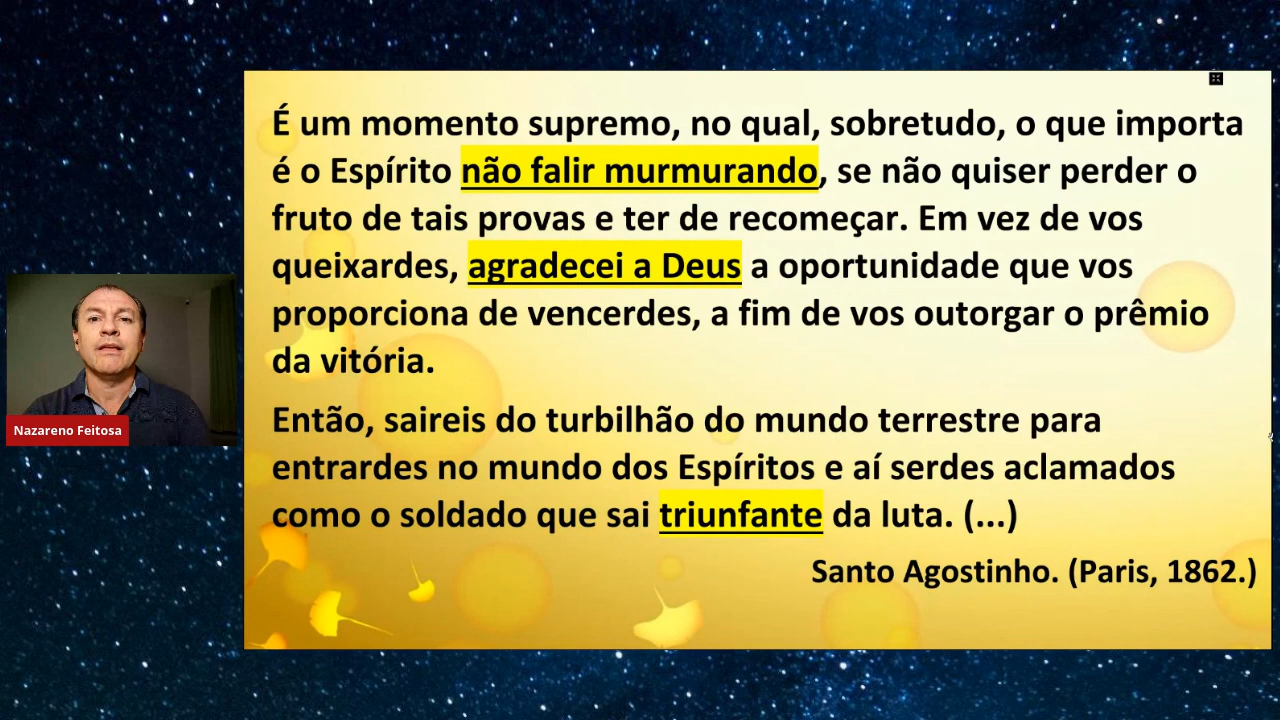 É um momento supremo, no qual, sobretudo, o que importa
é o Espírito não falir murmurando, se não quiser perder o
fruto de tais provas e ter de recomeçar. Em vez de vos
queixardes, agradecei a Deus a oportunidade que vos
proporciona de vencerdes, a fim de vos outorgar o prêmio
da vitória.
Então, saireis do turbilhão do mundo terrestre para
entrardes no mundo dos Espíritos e aí serdes aclamados
como o soldado que sai triunfante da luta. (...)
Santo Agostinho. (Paris, 1862.)
Nazareno Feitosa